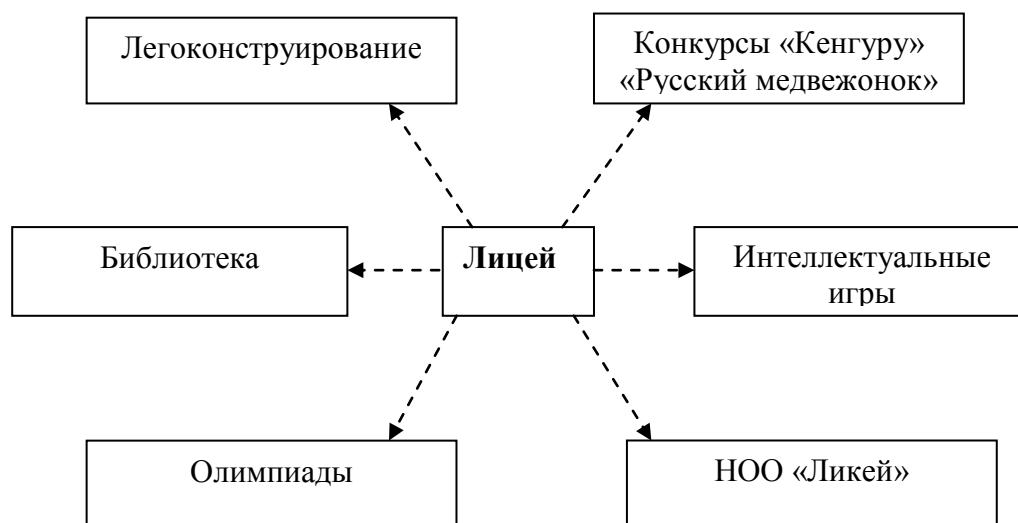 Легоконструирование
Конкурсы «Кенгуру»
«Русский медвежонок»
Библиотека
Лицей
Интеллектуальные
игры
Олимпиады
НОО «Ликей»